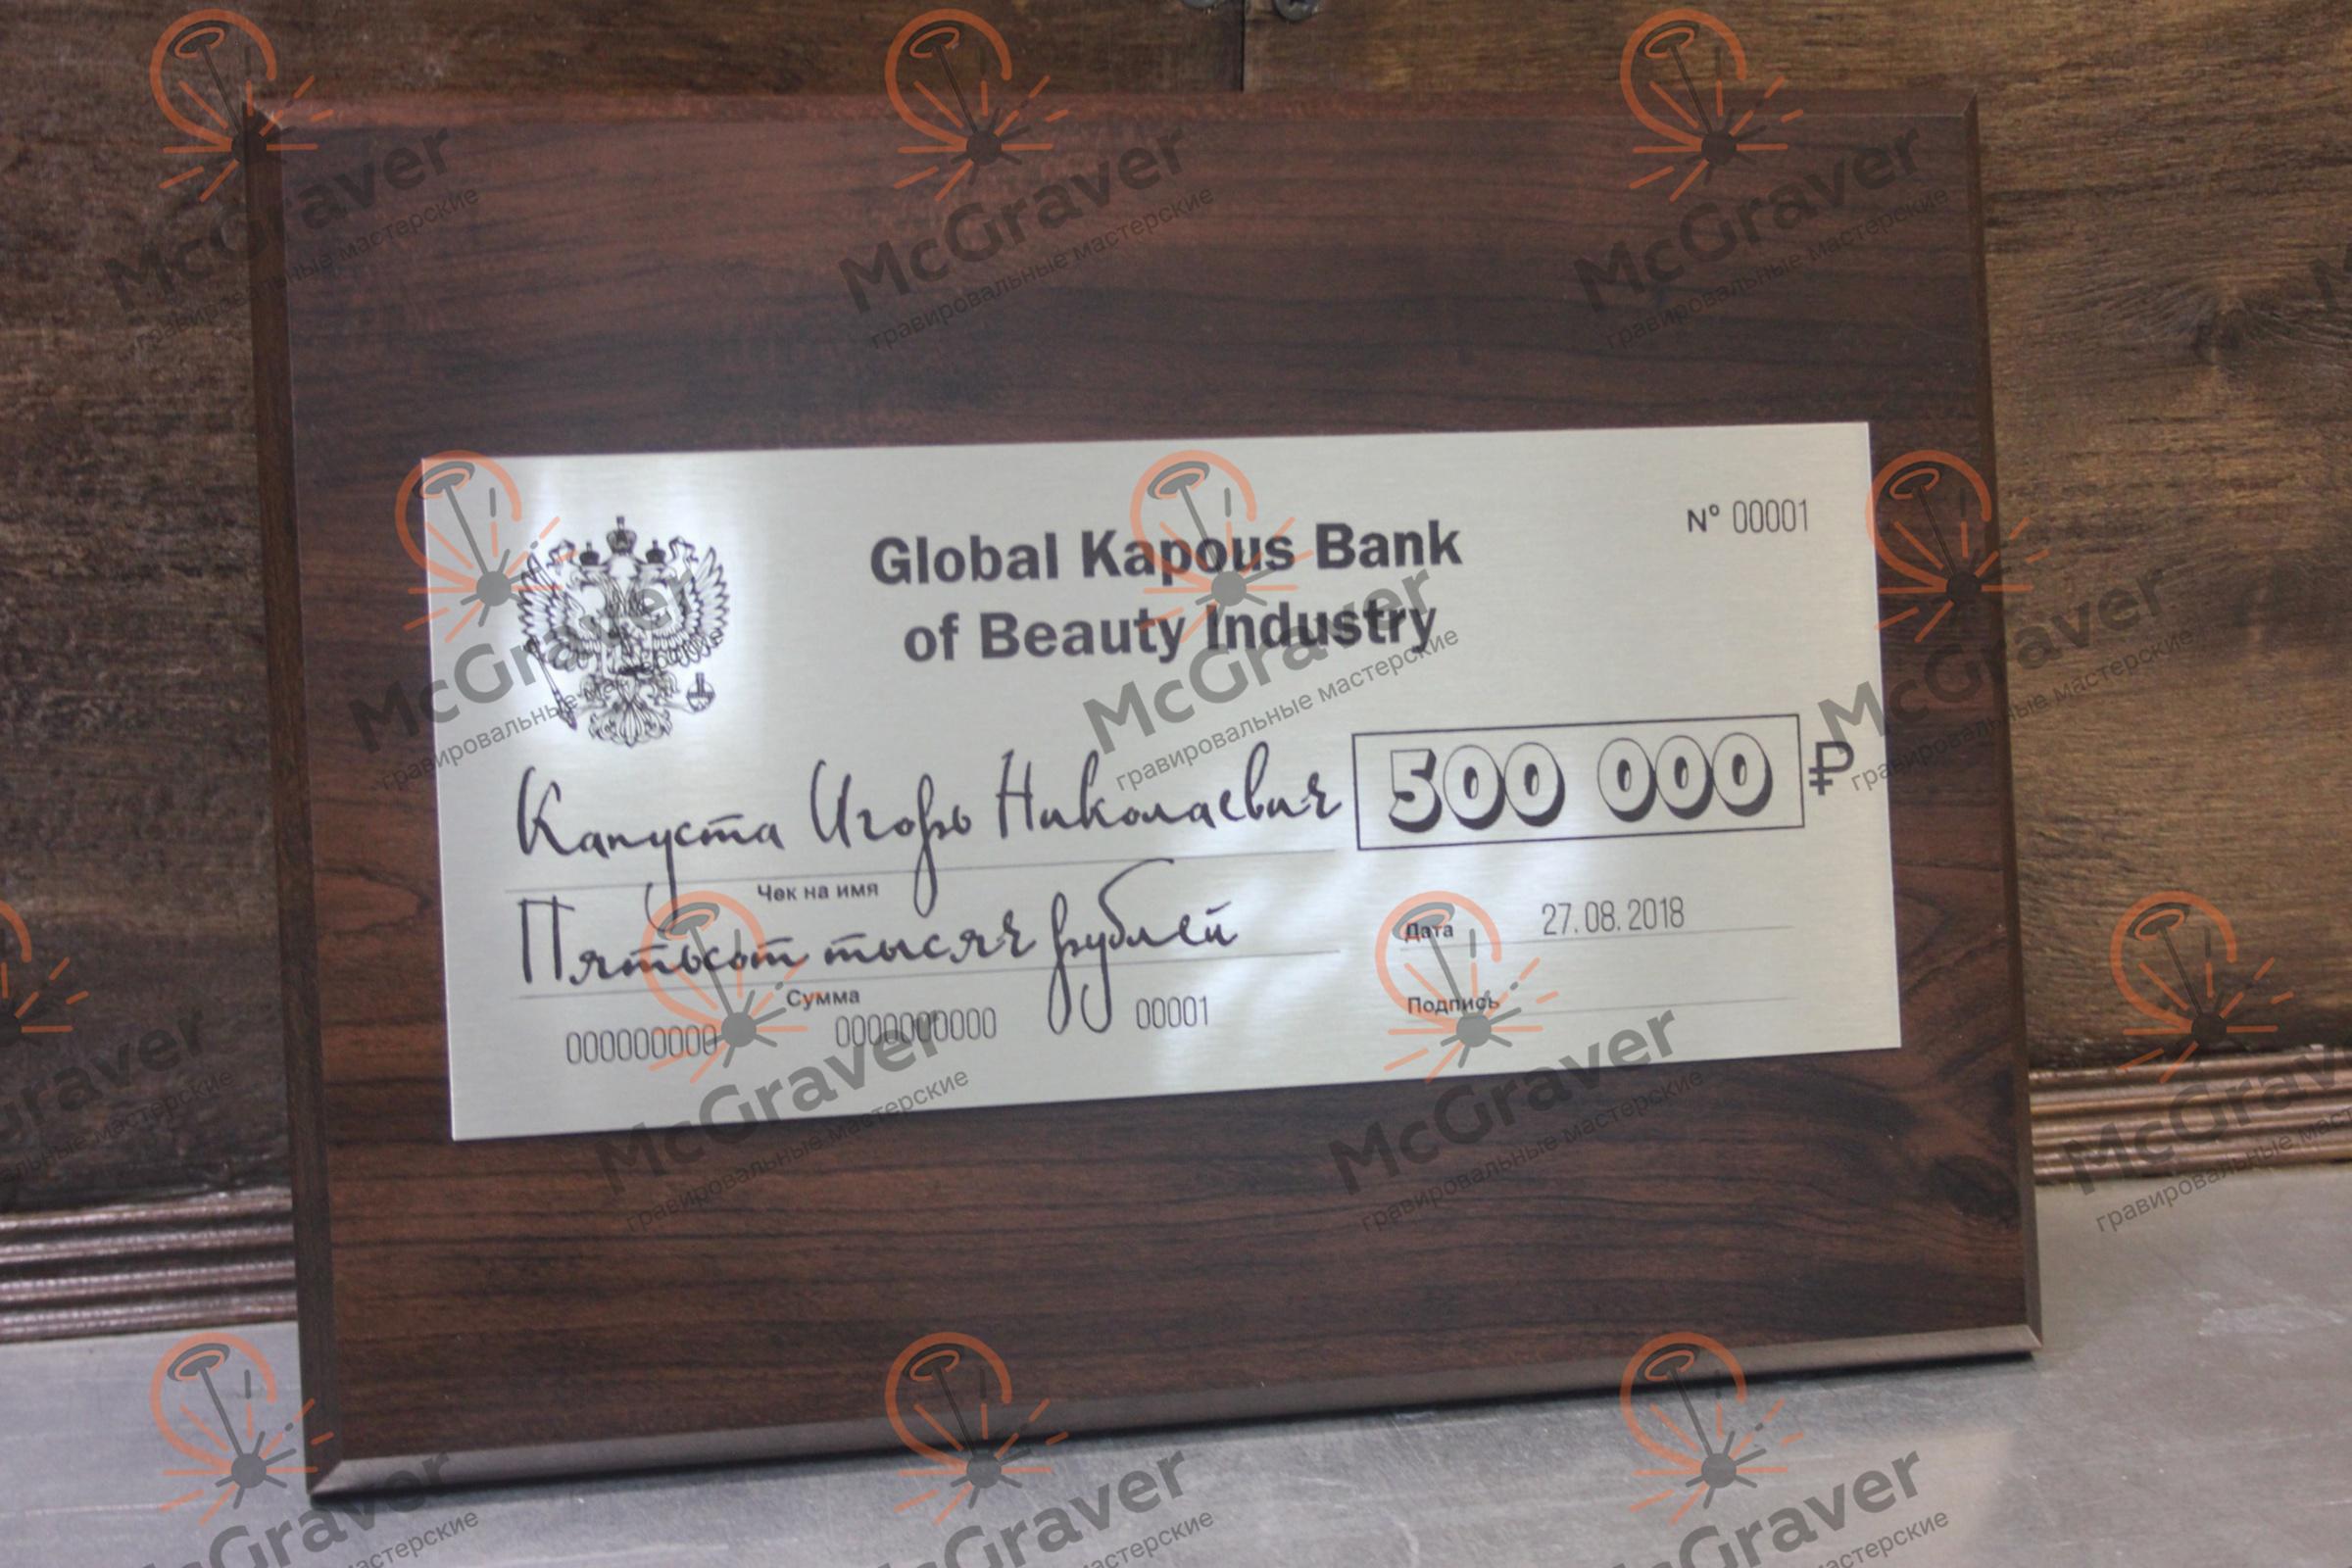 Global Kapous Bank
of Beauty Industry
N° 00001
Капуста Игорь Николаевич
500 000 ₽
Чек на имя
Пятьсот тысяч рублей
Дата 27.08.2018
Сумма
Подпись
000000000 0000000000 00001
McGraver
гравировальные мастерские